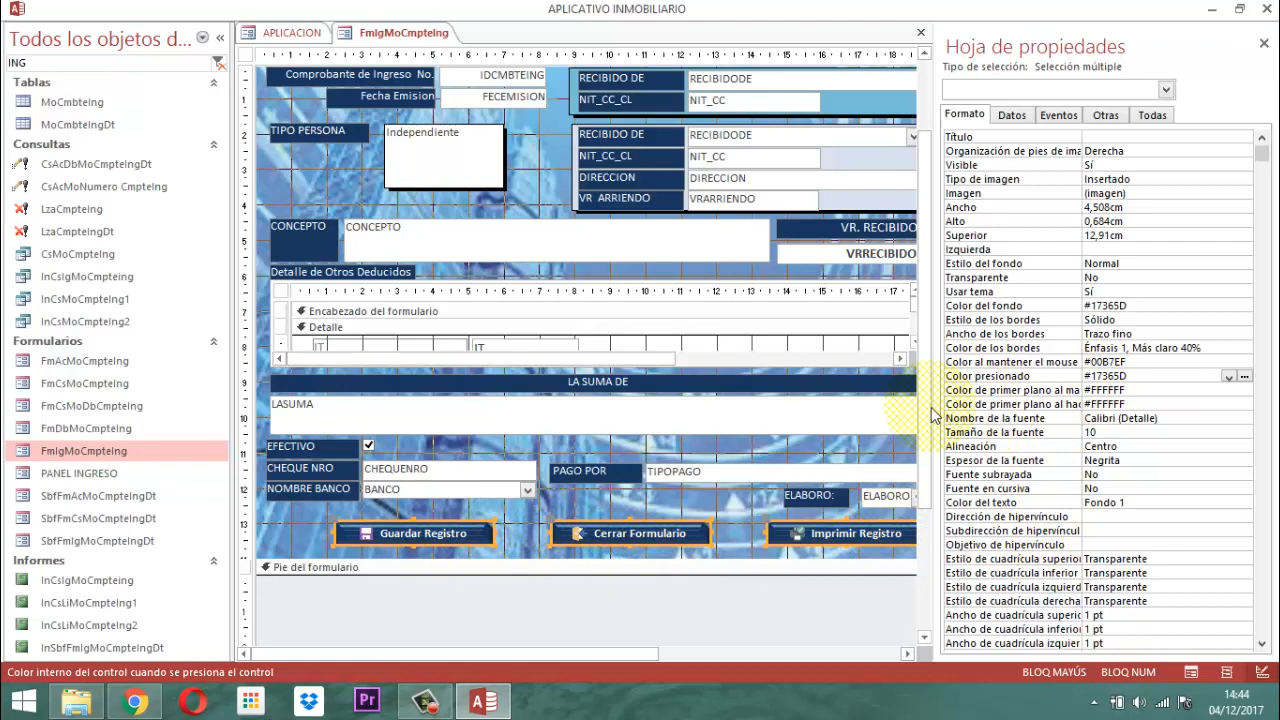 APLICATIVO INMOBILIARIO
Todos los objetos d...
ING
Tablas
MoCmbteIng
MoCmbteIngDt
Consultas
CsAcDbMoCmpteIngDt
CsAcMoNumero CmpteIng
LzaCmpteIng
LzaCmpteIngDt
CsMoCmpteIng
InCsIgMoCmpteIng
InCsMoCmpteIng1
InCsMoCmpteIng2
Formularios
FmAcMoCmpteIng
FmCsMoCmpteIng
FmCsMoDbCmpteIng
FmDbMoCmpteIng
FmIgMoCmpteIng
PANEL INGRESO
SbfFmAcMoCmpteIngDt
SbfFmCsMoCmpteIngDt
SbfFmIgMoCmpteIngDt
Informes
InCsIgMoCmpteIng
InCsLiMoCmpteIng1
InCsLiMoCmpteIng2
InSbfFmIgMoCmpteIngDt
APLICACION
FmIgMoCmpteIng
Comprobante de Ingreso No.
IDCMBTEING
Fecha Emision
FECEMISION
RECIBIDO DE
RECIBIDODE
NIT_CC_CL
NIT_CC
TIPO PERSONA
Independiente
RECIBIDO DE
RECIBIDODE
NIT_CC_CL
NIT_CC
DIRECCION
DIRECCION
VR ARRIENDO
VRARRIENDO
CONCEPTO
CONCEPTO
VR. RECIBIDO
VRRECIBIDO
Detalle de Otros Deducidos
Encabezado del formulario
Detalle
IT
IT
LA SUMA DE
LASUMA
EFECTIVO
CHEQUE NRO
CHEQUENRO
PAGO POR
TIPOPAGO
NOMBRE BANCO
BANCO
ELABORO:
ELABORO
Guardar Registro
Cerrar Formulario
Imprimir Registro
Pie del formulario
Hoja de propiedades
Tipo de selección: Selección múltiple
Formato
Datos
Eventos
Otras
Todas
Título
Organización de pies de ima Derecha
Visible Sí
Tipo de imagen Insertado
Imagen (imagen)
Ancho 4,508cm
Alto 0,684cm
Superior 12,91cm
Izquierda
Estilo del fondo Normal
Transparente No
Usar tema Sí
Color del fondo #17365D
Estilo de los bordes Sólido
Ancho de los bordes Trazo fino
Color de los bordes Énfasis 1, Más claro 40%
Color al mantener el mouse #00B7EF
Color presionado #17365D
Color de primer plano al ma #FFFFFF
Color de primer plano al hac #FFFFFF
Nombre de la fuente Calibri (Detalle)
Tamaño de la fuente 10
Alineación Centro
Espesor de la fuente Negrita
Fuente subrayada No
Fuente en cursiva No
Color del texto Fondo 1
Dirección de hipervínculo
Subdirección de hipervíncul
Objetivo de hipervínculo
Estilo de cuadrícula superio Transparente
Estilo de cuadrícula inferior Transparente
Estilo de cuadrícula izquierd Transparente
Estilo de cuadrícula derecha Transparente
Ancho de cuadrícula superio 1 pt
Ancho de cuadrícula inferio 1 pt
Ancho de cuadrícula izquier 1 pt
Color interno del control cuando se presiona el control
BLOQ MAYÚS
BLOQ NUM
Pr
14:44
04/12/2017